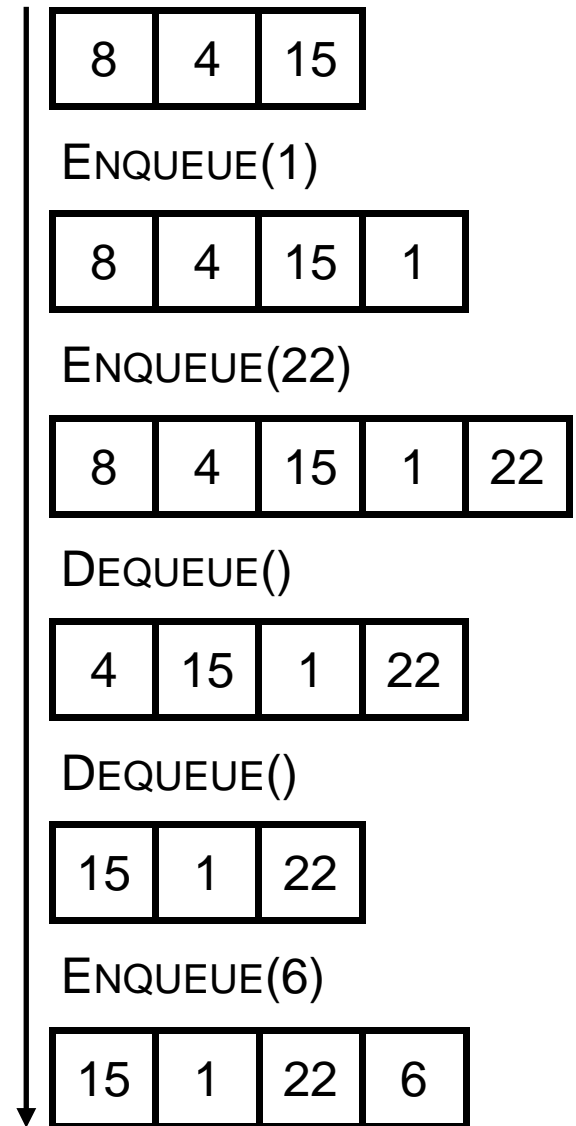 8 4 15
ENQUEUE(1)
8 4 15 1
ENQUEUE(22)
8 4 15 1 22
DEQUEUE()
4 15 1 22
DEQUEUE()
15 1 22
ENQUEUE(6)
15 1 22 6